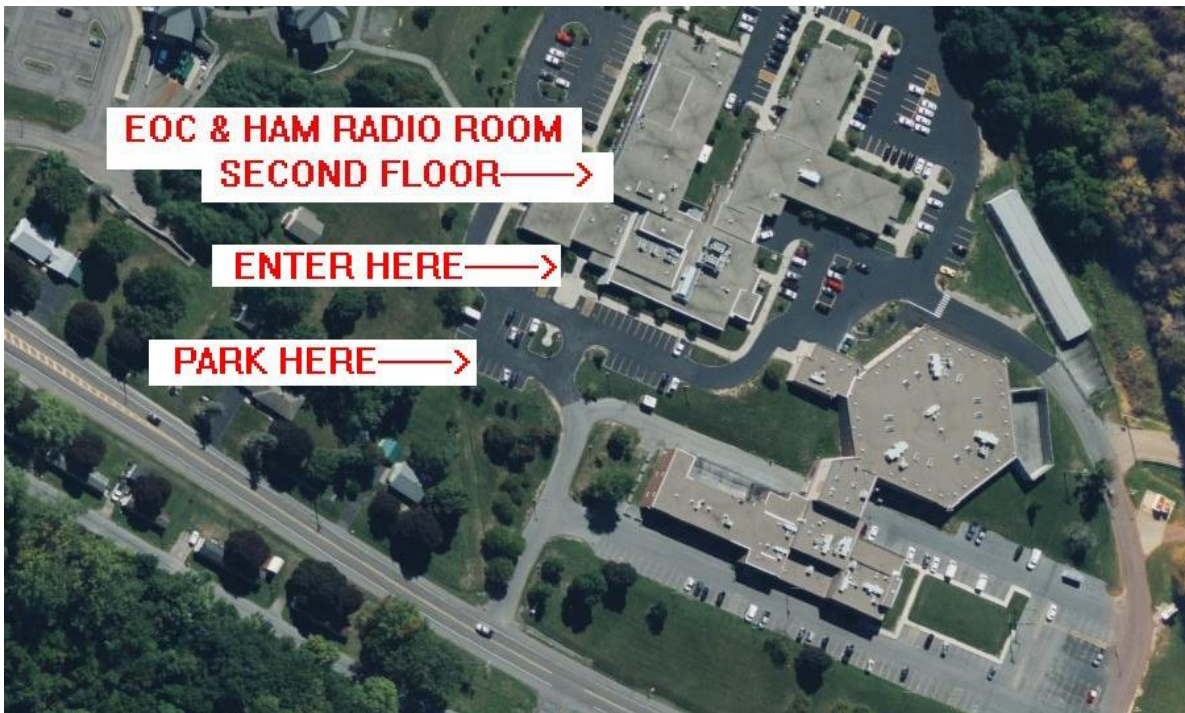 EOC & HAM RADIO ROOM
SECOND FLOOR
ENTER HERE
PARK HERE